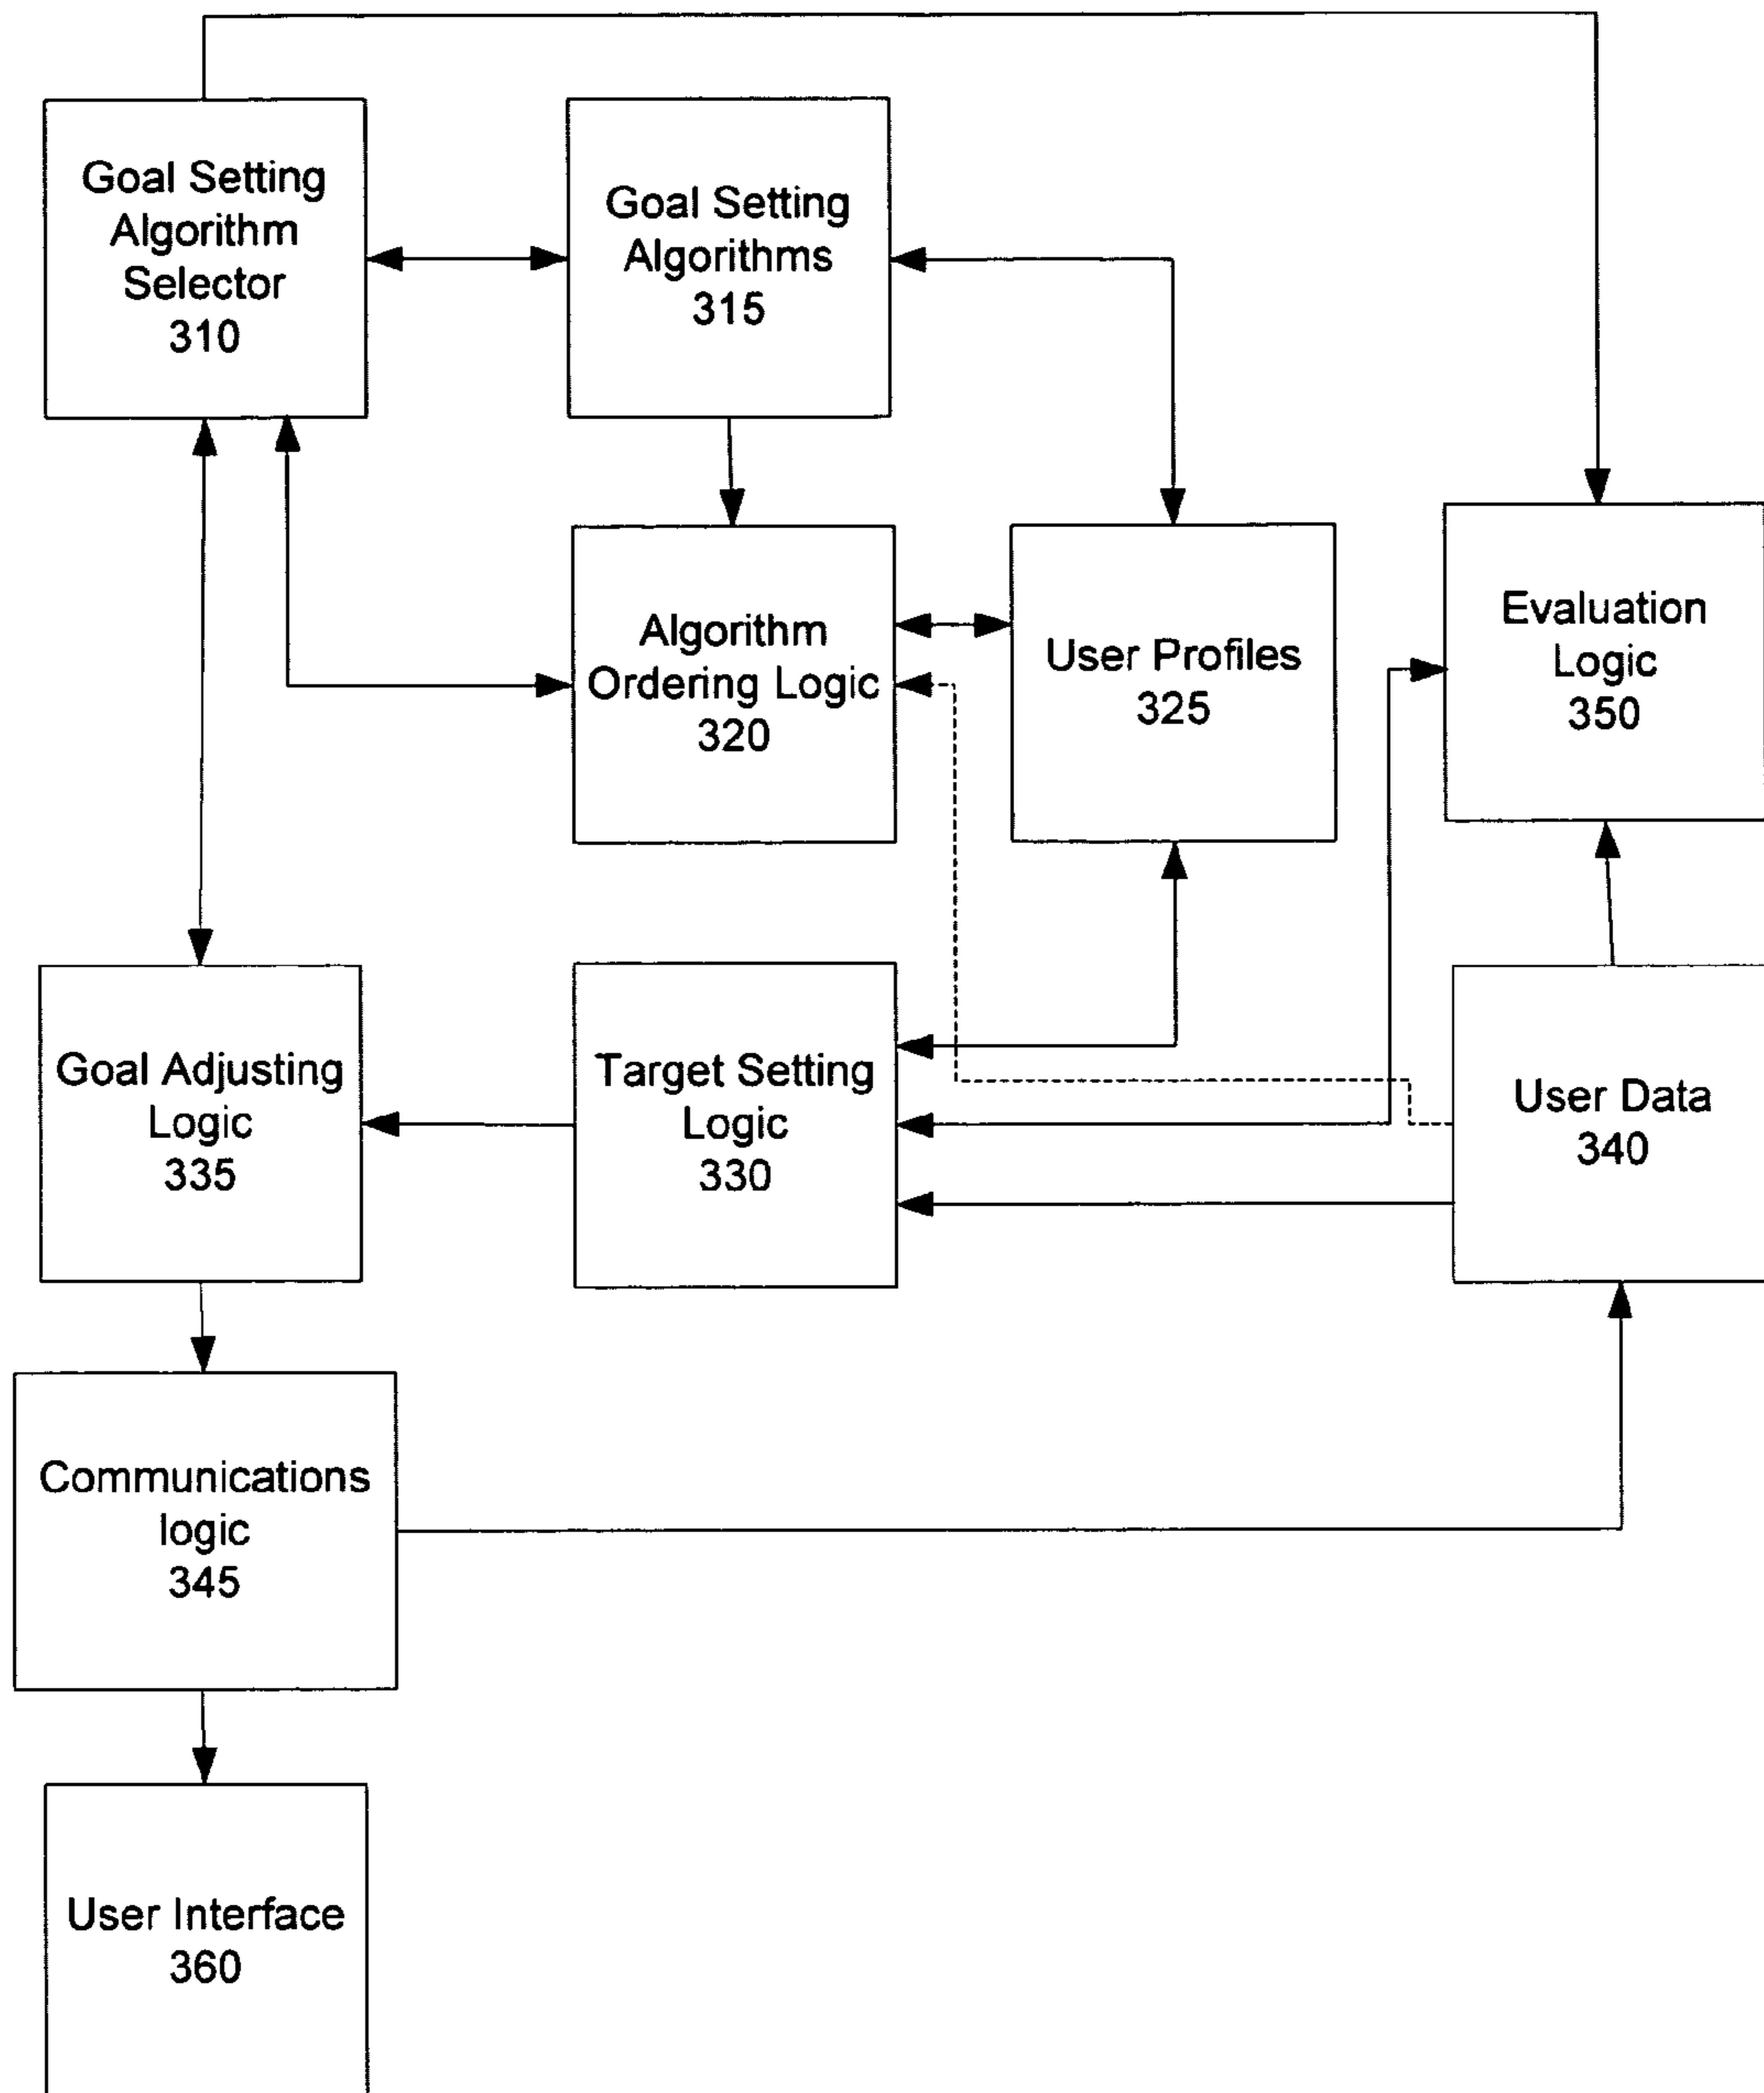 Goal Setting
Algorithm
Selector
310
Goal Setting
Algorithms
315
Algorithm
Ordering Logic
320
User Profiles
325
Evaluation
Logic
350
Goal Adjusting
Logic
335
Target Setting
Logic
330
User Data
340
Communications
logic
345
User Interface
360